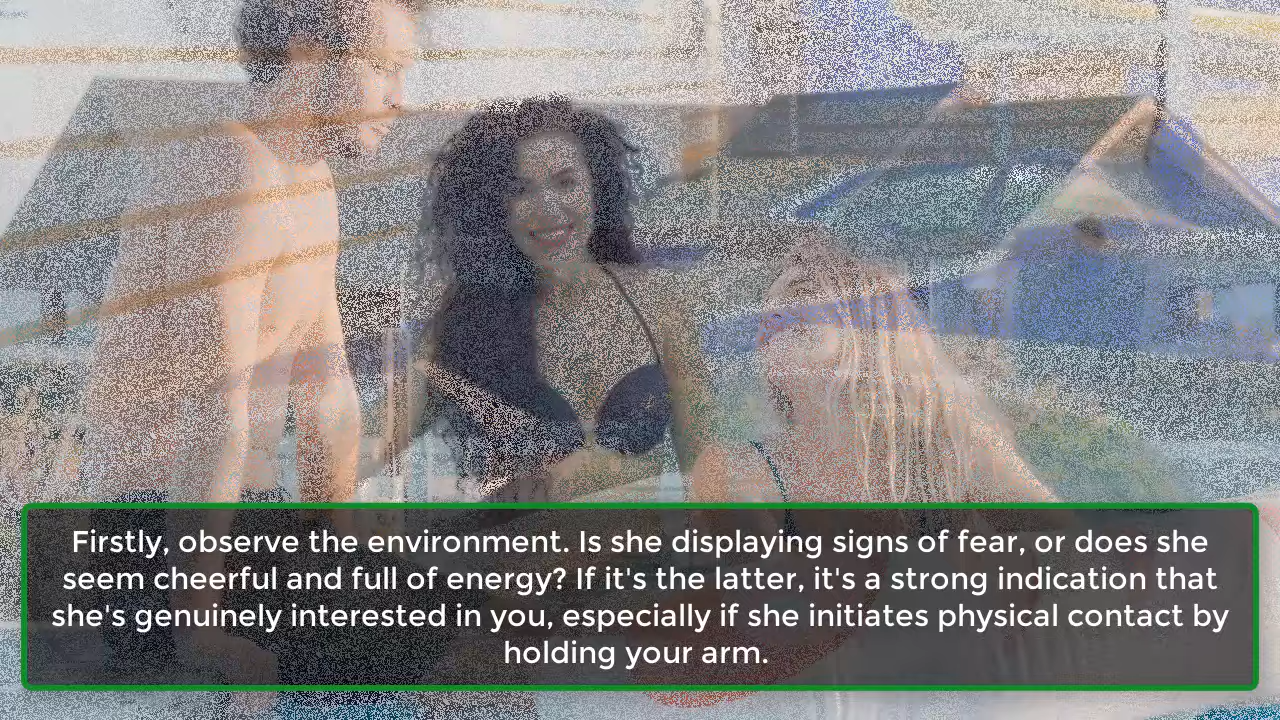 Firstly, observe the environment. Is she displaying signs of fear, or does she
seem cheerful and full of energy? If it's the latter, it's a strong indication that
she's genuinely interested in you, especially if she initiates physical contact by
holding your arm.